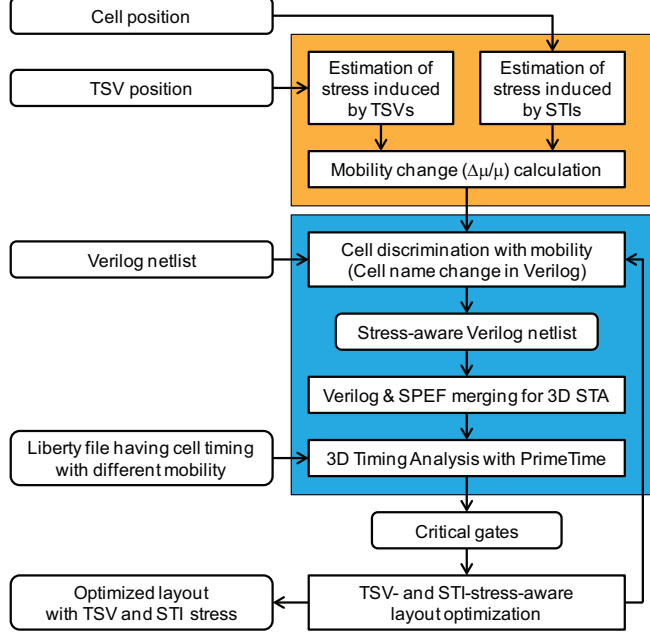 Cell position
TSV position
Estimation of
stress induced
by TSVs
Estimation of
stress induced
by STIs
Mobility change (Δμ/μ) calculation
Verilog netlist
Cell discrimination with mobility
(Cell name change in Verilog)
Stress-aware Verilog netlist
Verilog & SPEF merging for 3D STA
Liberty file having cell timing
with different mobility
3D Timing Analysis with PrimeTime
Critical gates
Optimized layout
with TSV and STI stress
TSV- and STI-stress-aware
layout optimization